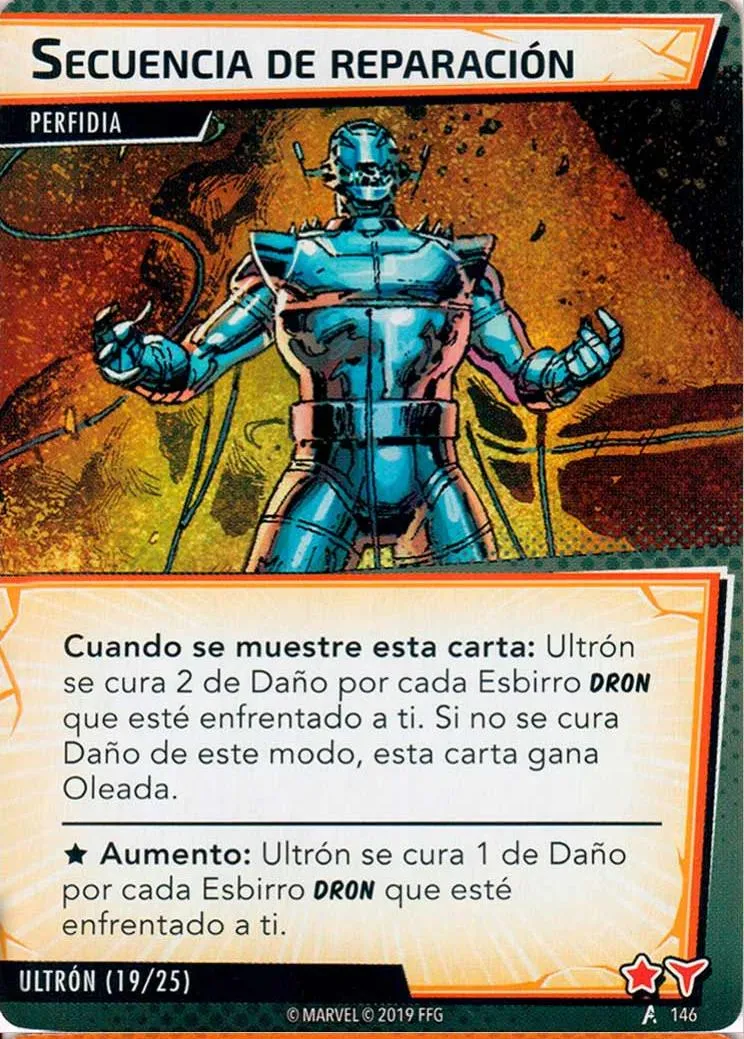 SECUENCIA DE REPARACIÓN
PERFIDIA
Cuando se muestre esta carta: Ultrón
se cura 2 de Daño por cada Esbirro DRON
que esté enfrentado a ti. Si no se cura
Daño de este modo, esta carta gana
Oleada.
★ Aumento: Ultrón se cura 1 de Daño
por cada Esbirro DRON que esté
enfrentado a ti.
ULTRÓN (19/25)
© MARVEL © 2019 FFG
146